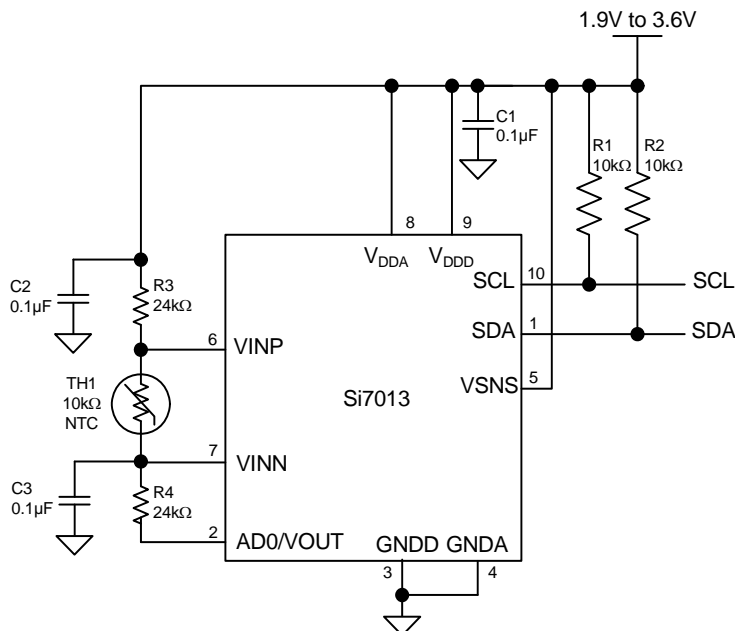 1.9V to 3.6V
C1
0.1µF
R1
10kΩ
R2
10kΩ
8
9
VDDA
VDDD
C2
0.1µF
R3
24kΩ
SCL
10
SCL
SDA
1
SDA
6
VINP
VSNS
5
TH1
10kΩ
NTC
Si7013
7
VINN
C3
0.1µF
R4
24kΩ
2
AD0/VOUT
GNDD
GNDA
3
4